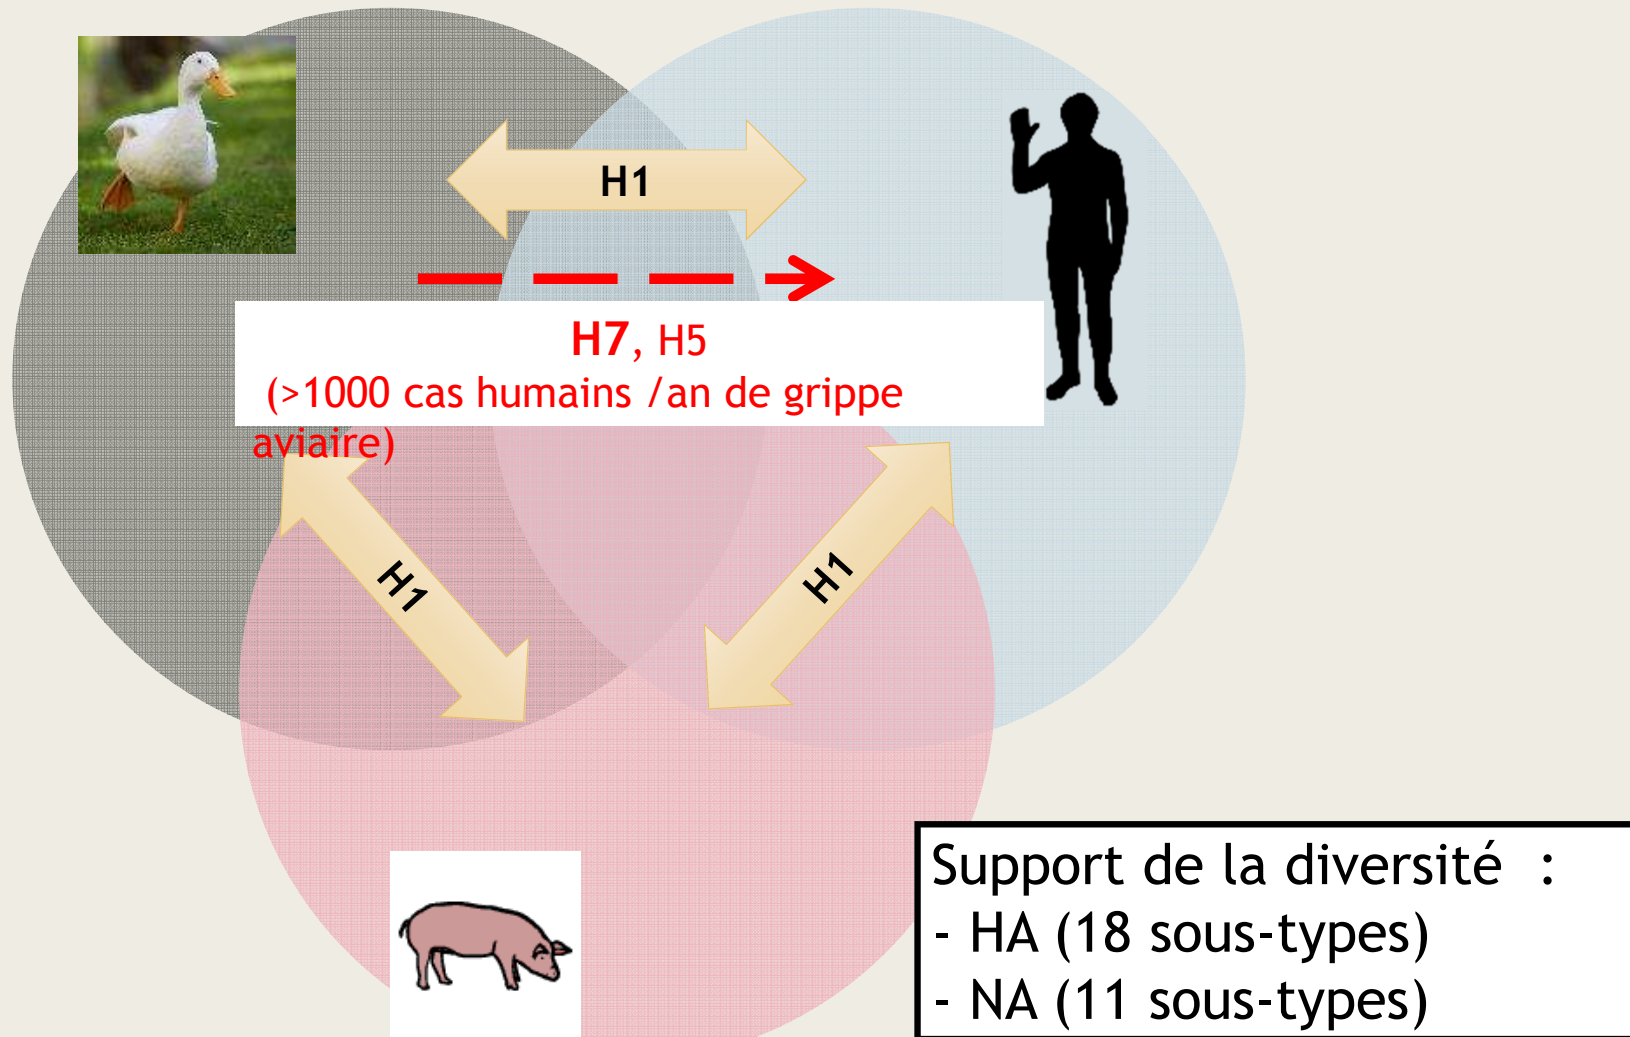 H1
H7, H5
(>1000 cas humains /an de grippe
aviaire)
H1
H1
Support de la diversité :
- HA (18 sous-types)
- NA (11 sous-types)